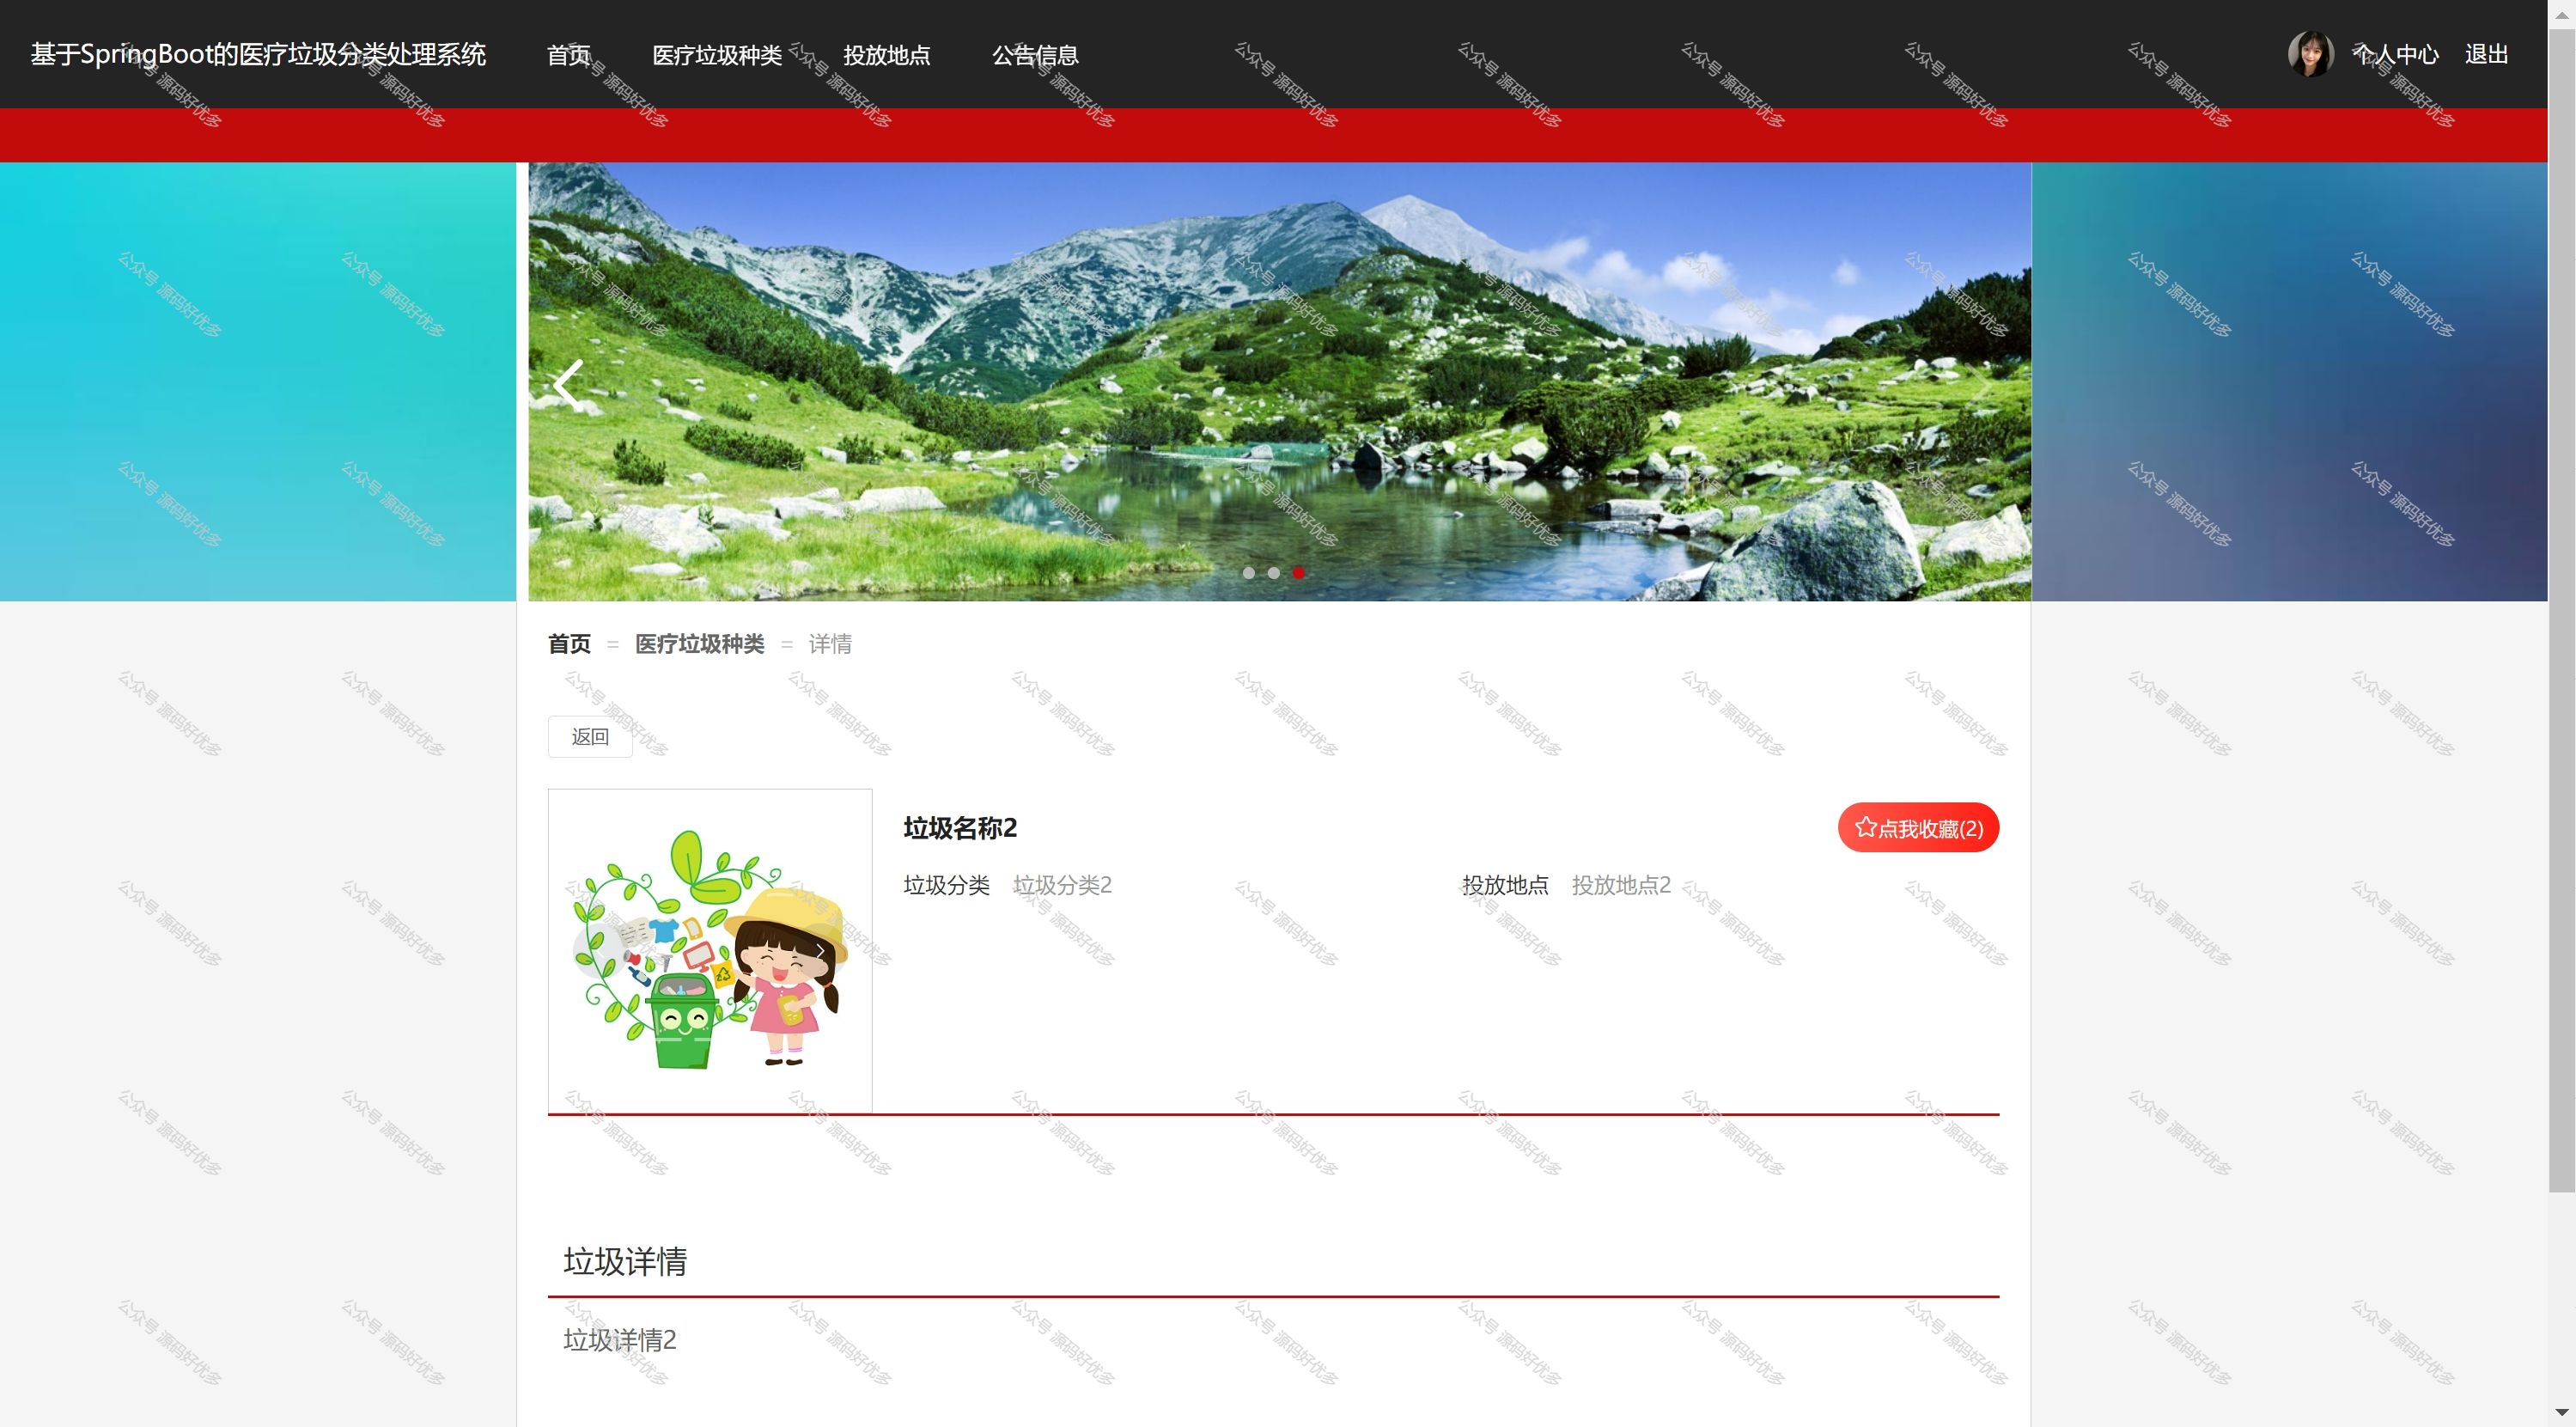 基于SpringBoot的医疗垃圾分类处理系统 首页 医疗垃圾种类 投放地点 公告信息 个人中心 退出
首页 = 医疗垃圾种类 = 详情
返回
垃圾名称2 点我收藏(2)
垃圾分类 垃圾分类2 投放地点 投放地点2
垃圾详情
垃圾详情2
公众号 源码好优多